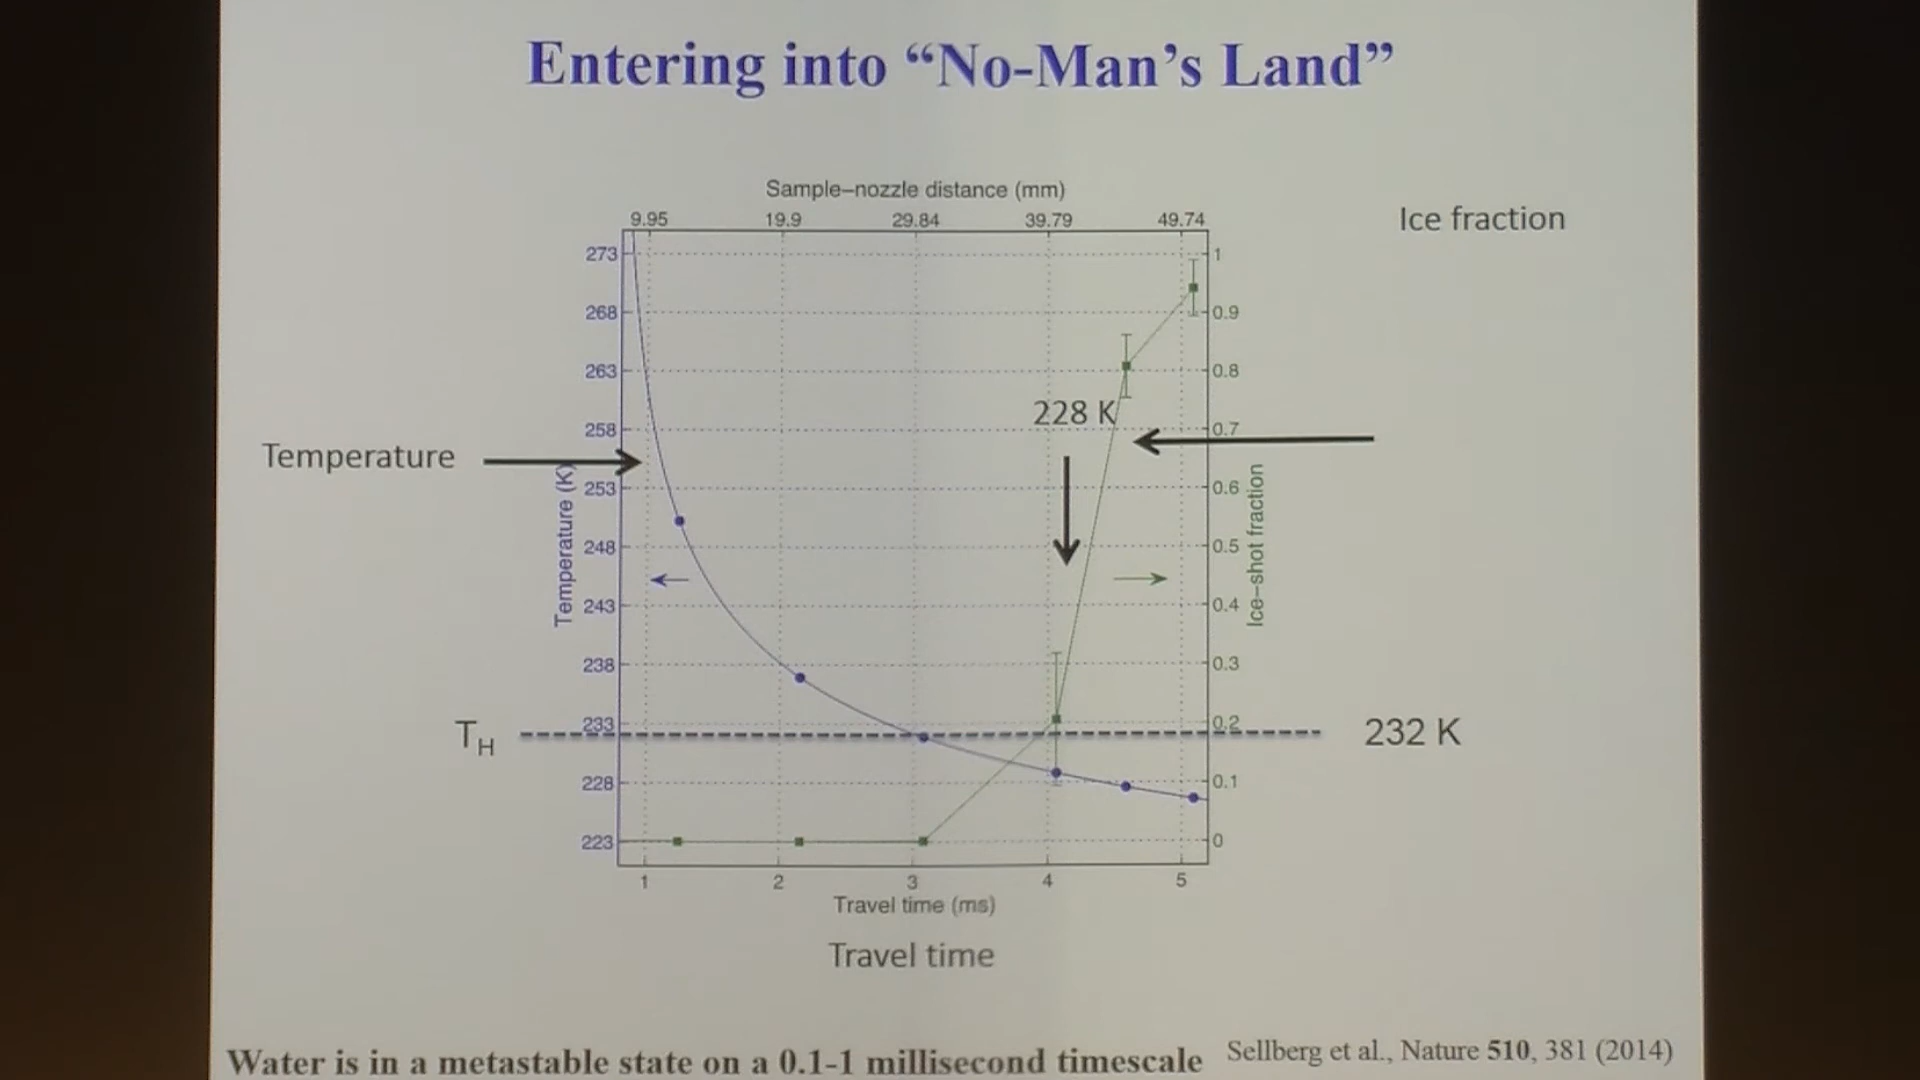 Entering into “No-Man’s Land”
Sample–nozzle distance (mm)
9.95 19.9 29.84 39.79 49.74
Ice fraction
273 1
268 0.9
263 0.8
228 K
258 0.7
Temperature
253 0.6
248 0.5
243 0.4
238 0.3
233 0.2
228 0.1
223 0
Temperature (K)
Ice–shot fraction
TH
232 K
1 2 3 4 5
Travel time (ms)
Travel time
Water is in a metastable state on a 0.1-1 millisecond timescale
Sellberg et al., Nature 510, 381 (2014)